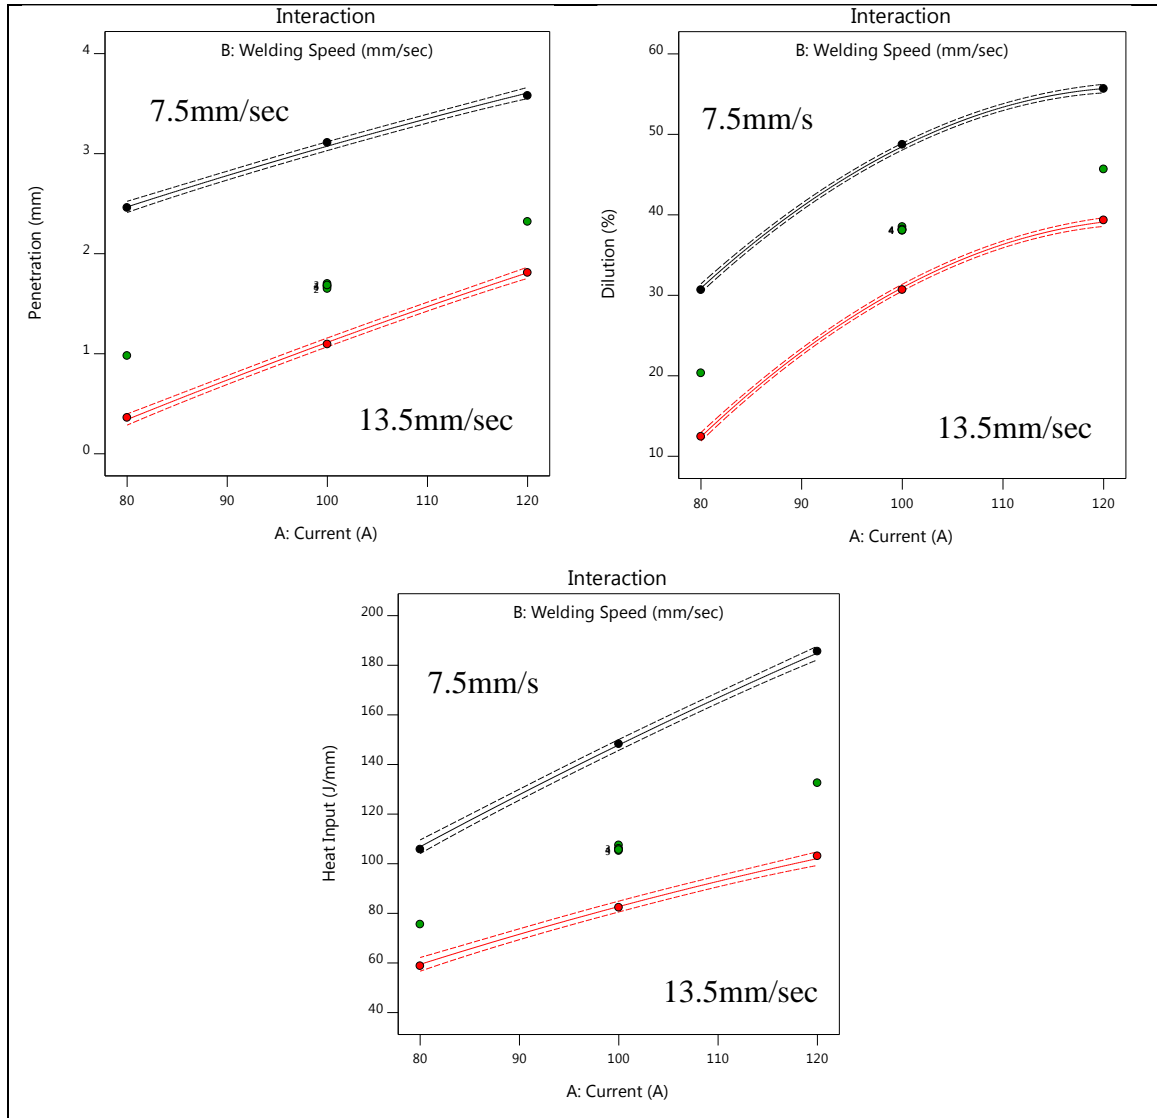 Interaction
B: Welding Speed (mm/sec)
7.5mm/sec
13.5mm/sec
Penetration (mm)
4
3
2
1
0
80 90 100 110 120
A: Current (A)
Interaction
B: Welding Speed (mm/sec)
7.5mm/s
13.5mm/sec
Dilution (%)
60
50
40
30
20
10
4
80 90 100 110 120
A: Current (A)
Interaction
B: Welding Speed (mm/sec)
7.5mm/s
13.5mm/sec
Heat Input (J/mm)
200
180
160
140
120
100
80
60
40
80 90 100 110 120
A: Current (A)